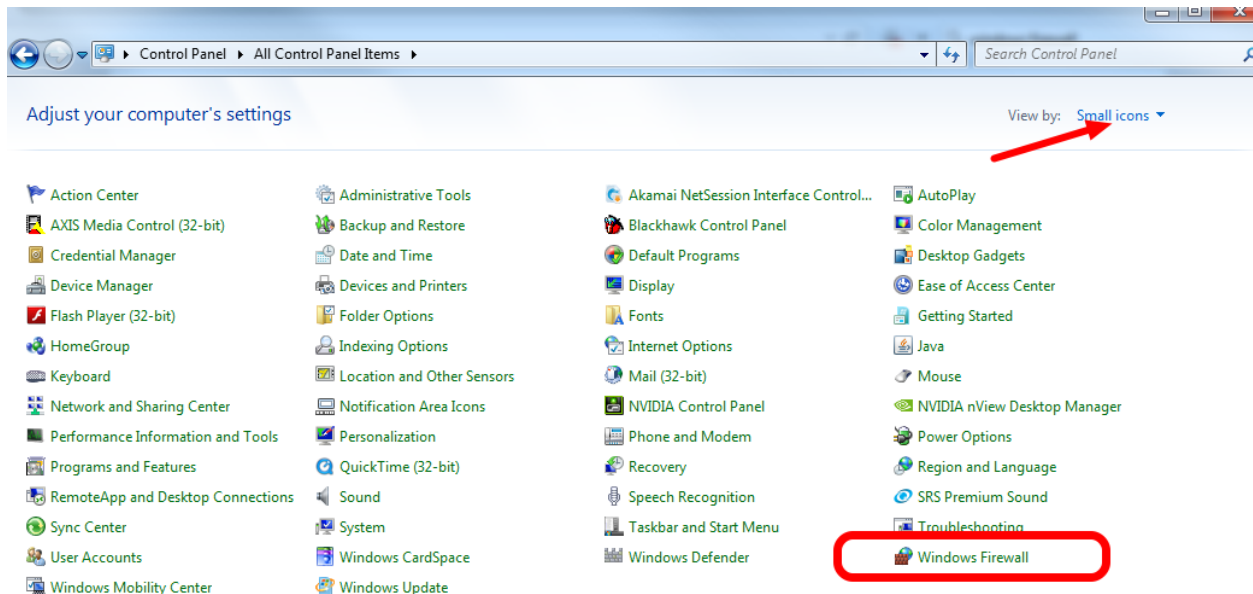 Control Panel ▸ All Control Panel Items ▸
Search Control Panel
Adjust your computer's settings
View by: Small icons
Action Center
Administrative Tools
Akamai NetSession Interface Control...
AutoPlay
AXIS Media Control (32-bit)
Backup and Restore
Blackhawk Control Panel
Color Management
Credential Manager
Date and Time
Default Programs
Desktop Gadgets
Device Manager
Devices and Printers
Display
Ease of Access Center
Flash Player (32-bit)
Folder Options
Fonts
Getting Started
HomeGroup
Indexing Options
Internet Options
Java
Keyboard
Location and Other Sensors
Mail (32-bit)
Mouse
Network and Sharing Center
Notification Area Icons
NVIDIA Control Panel
NVIDIA nView Desktop Manager
Performance Information and Tools
Personalization
Phone and Modem
Power Options
Programs and Features
QuickTime (32-bit)
Recovery
Region and Language
RemoteApp and Desktop Connections
Sound
Speech Recognition
SRS Premium Sound
Sync Center
System
Taskbar and Start Menu
Troubleshooting
User Accounts
Windows CardSpace
Windows Defender
Windows Firewall
Windows Mobility Center
Windows Update